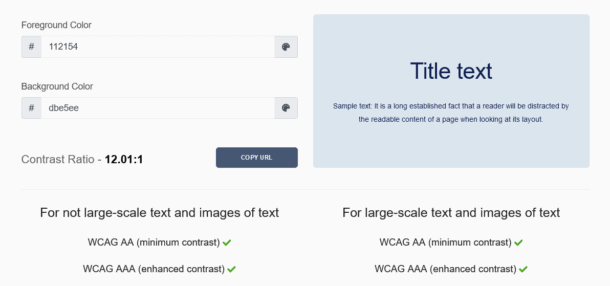 Foreground Color
# 112154
Background Color
# dbe5ee
Contrast Ratio - 12.01:1
COPY URL
Title text
Sample text: It is a long established fact that a reader will be distracted by
the readable content of a page when looking at its layout.
For not large-scale text and images of text
WCAG AA (minimum contrast) ✓
WCAG AAA (enhanced contrast) ✓
For large-scale text and images of text
WCAG AA (minimum contrast) ✓
WCAG AAA (enhanced contrast) ✓